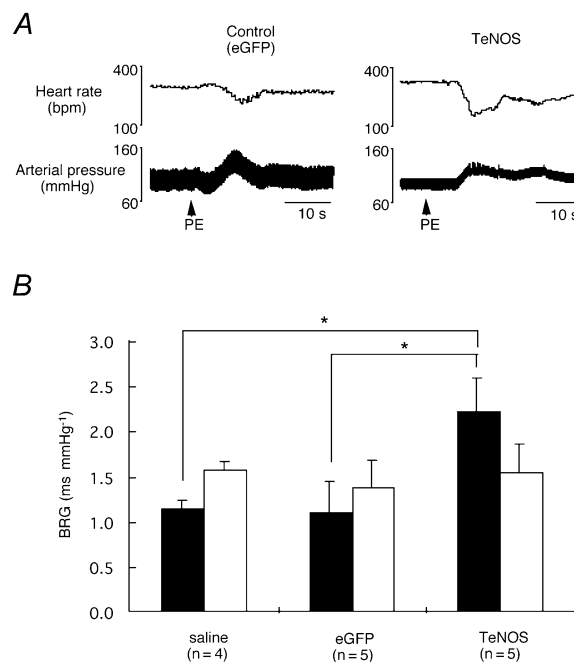 A
Control
(eGFP)
TeNOS
400
Heart rate
(bpm)
100
400
100
160
Arterial pressure
(mmHg)
60
160
60
PE
10 s
PE
10 s
B
*
*
3.0
2.5
2.0
1.5
1.0
0.5
0.0
BRG (ms mmHg-1)
saline
(n = 4)
eGFP
(n = 5)
TeNOS
(n = 5)